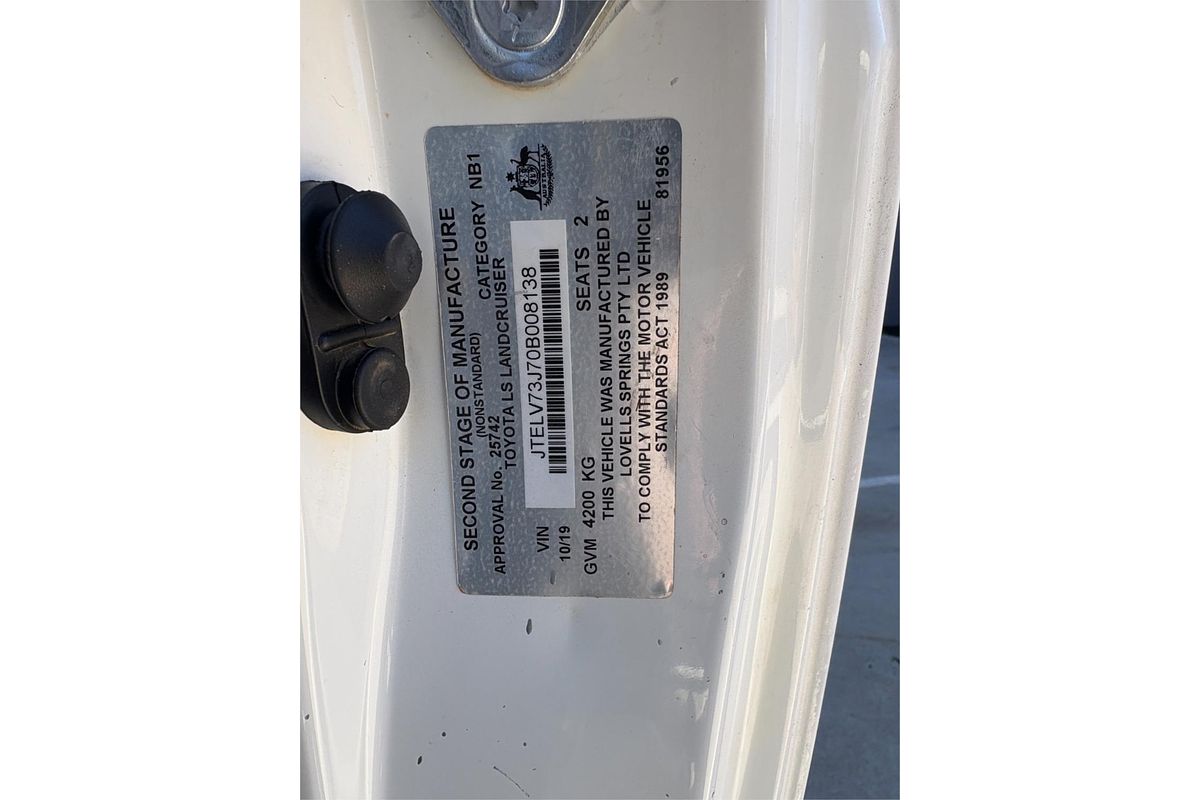 SECOND STAGE OF MANUFACTURE
(NONSTANDARD)
APPROVAL No. 25742 CATEGORY NB1
TOYOTA LS LANDCRUISER
AUSTRALIA
VIN JTELV73J70B008138
10/19
GVM 4200 KG SEATS 2
THIS VEHICLE WAS MANUFACTURED BY
LOVELLS SPRINGS PTY LTD
TO COMPLY WITH THE MOTOR VEHICLE
STANDARDS ACT 1989 81956